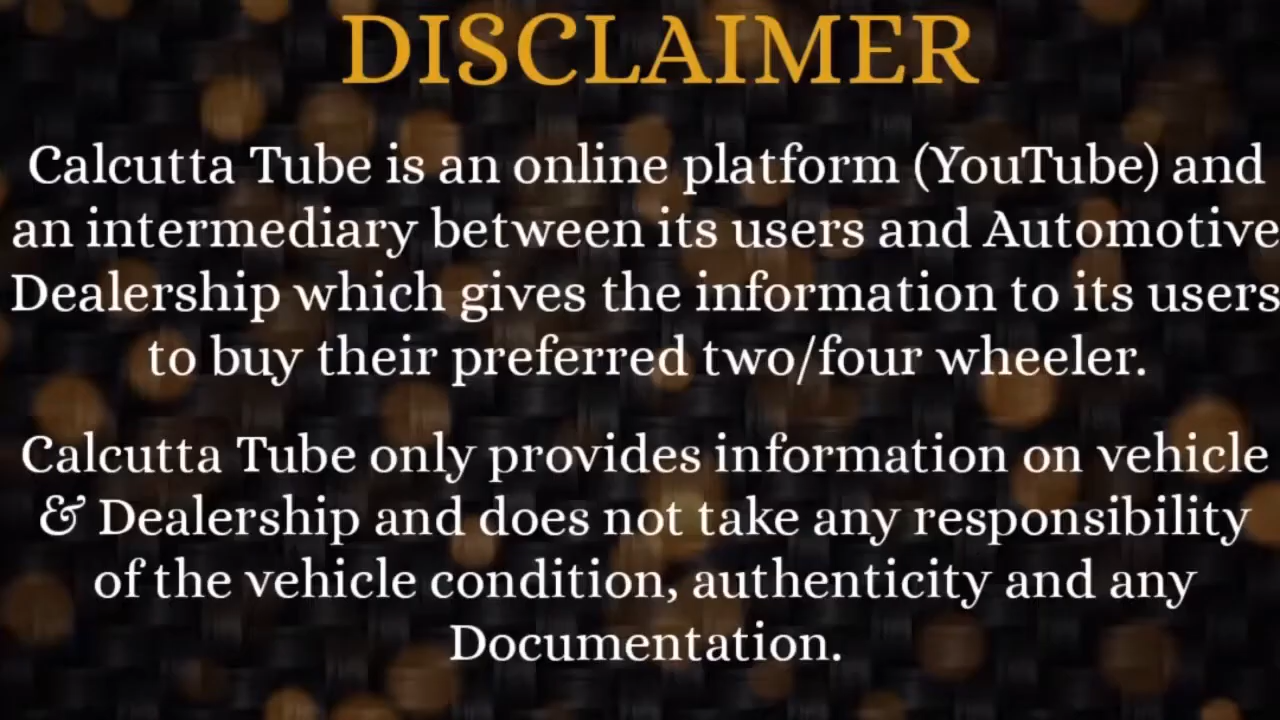 DISCLAIMER
Calcutta Tube is an online platform (YouTube) and
an intermediary between its users and Automotive
Dealership which gives the information to its users
to buy their preferred two/four wheeler.
Calcutta Tube only provides information on vehicle
& Dealership and does not take any responsibility
of the vehicle condition, authenticity and any
Documentation.